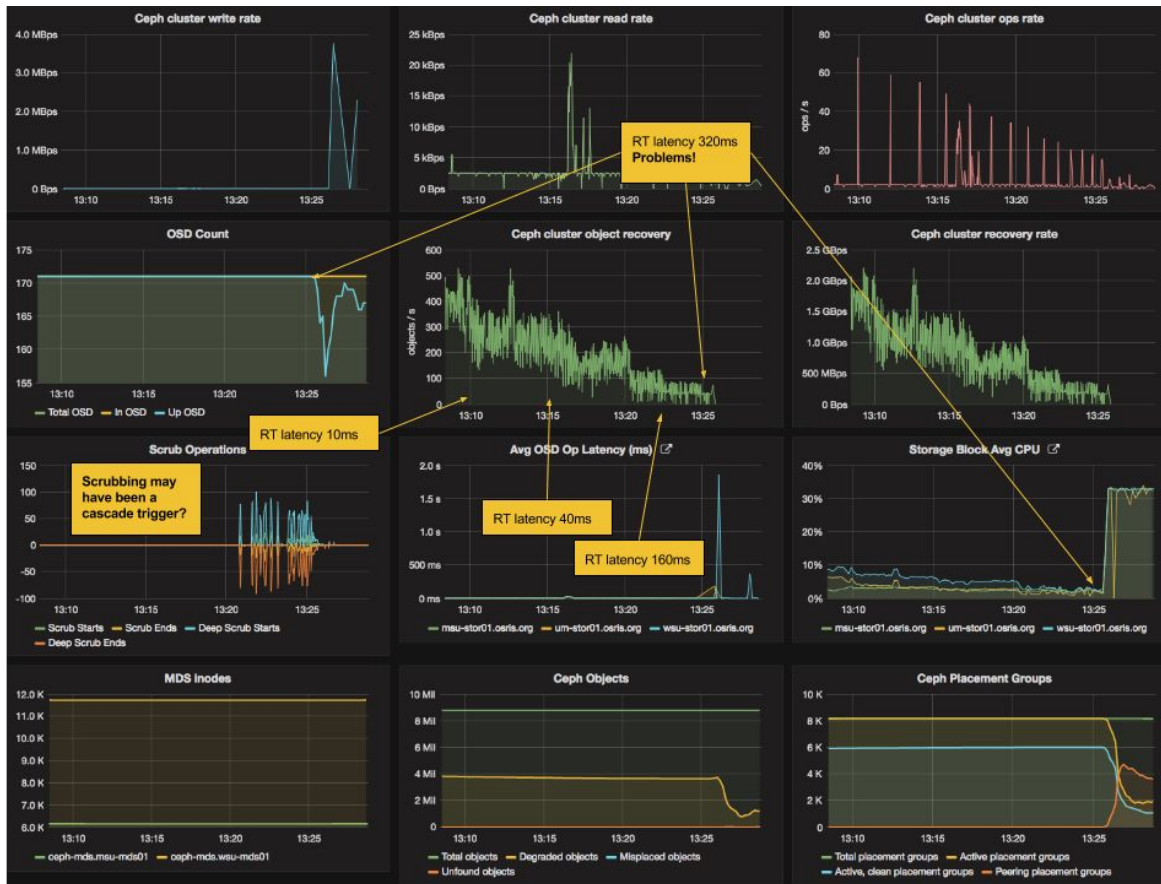 Ceph cluster write rate
4.0 MBps
3.0 MBps
2.0 MBps
1.0 MBps
0 Bps
13:10 13:15 13:20 13:25
Ceph cluster read rate
25 kBps
20 kBps
15 kBps
10 kBps
5 kBps
0 Bps
13:10 13:15 13:20 13:25
Ceph cluster ops rate
ops / s
80
60
40
20
0
13:10 13:15 13:20 13:25
RT latency 320ms
Problems!
OSD Count
175
170
165
160
155
13:10 13:15 13:20 13:25
Total OSD In OSD Up OSD
Ceph cluster object recovery
objects / s
600
500
400
300
200
100
0
13:10 13:15 13:20 13:25
Ceph cluster recovery rate
2.5 GBps
2.0 GBps
1.5 GBps
1.0 GBps
500 MBps
0 Bps
13:10 13:15 13:20 13:25
RT latency 10ms
Scrub Operations
150
100
50
0
-50
-100
13:10 13:15 13:20 13:25
Scrub Starts Scrub Ends Deep Scrub Starts
Deep Scrub Ends
Scrubbing may
have been a
cascade trigger?
Avg OSD Op Latency (ms)
2.0 s
1.5 s
1.0 s
500 ms
0 ms
13:10 13:15 13:20 13:25
msu-stor01.osris.org um-stor01.osris.org wsu-stor01.osris.org
RT latency 40ms
RT latency 160ms
Storage Block Avg CPU
40%
30%
20%
10%
0%
13:10 13:15 13:20 13:25
msu-stor01.osris.org um-stor01.osris.org wsu-stor01.osris.org
MDS Inodes
12.0 K
11.0 K
10.0 K
9.0 K
8.0 K
7.0 K
6.0 K
13:10 13:15 13:20 13:25
ceph-mds.msu-mds01 ceph-mds.wsu-mds01
Ceph Objects
10 Mil
8 Mil
6 Mil
4 Mil
2 Mil
0
13:10 13:15 13:20 13:25
Total objects Degraded objects Misplaced objects
Unfound objects
Ceph Placement Groups
10 K
8 K
6 K
4 K
2 K
0
13:10 13:15 13:20 13:25
Total placement groups Active placement groups
Active, clean placement groups Peering placement groups